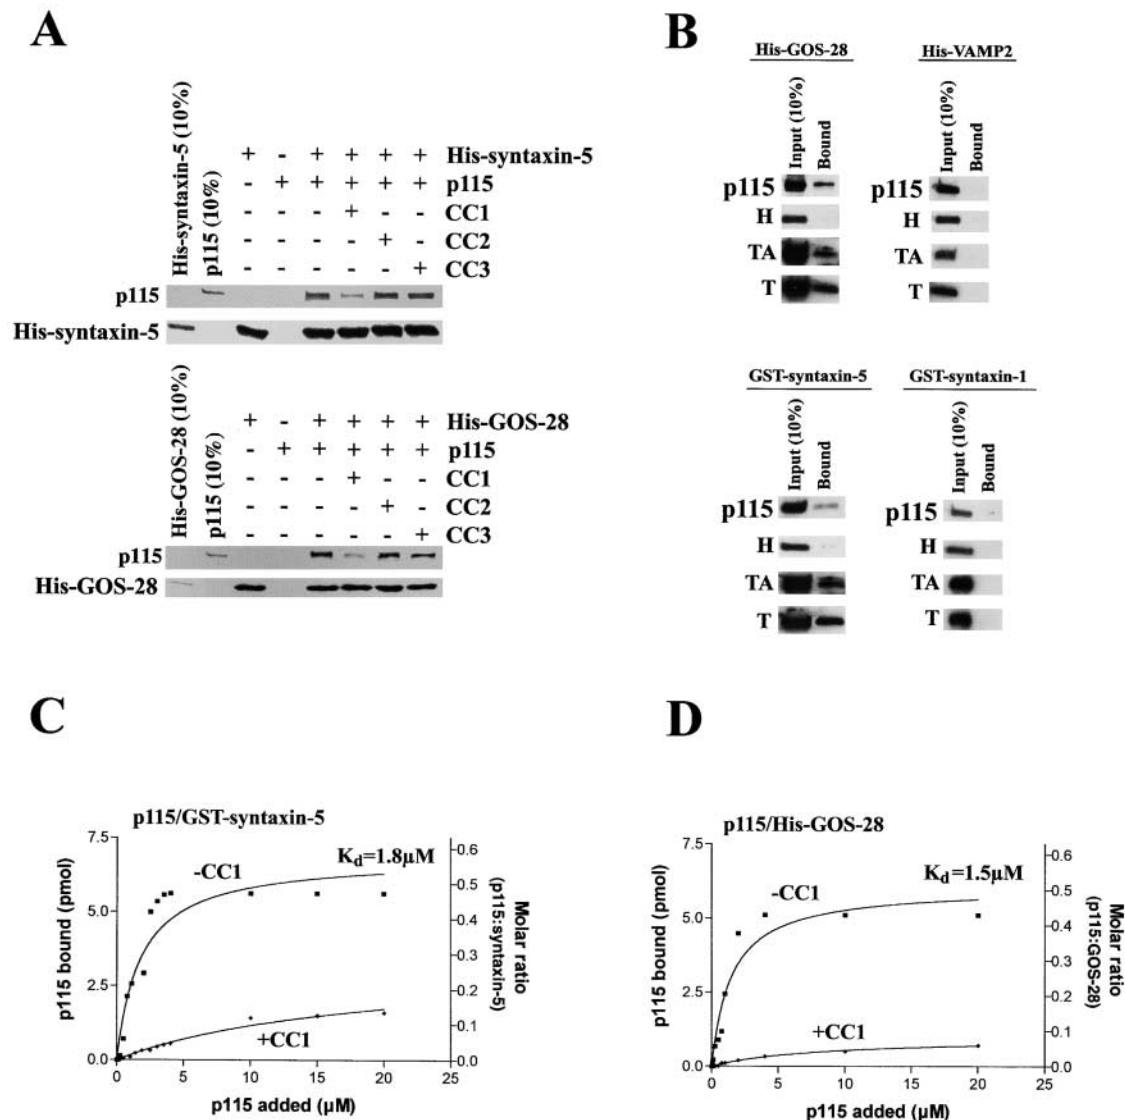 A
His-syntaxin-5 (10%)
p115 (10%)
+ - + + + + His-syntaxin-5
- + + + + + p115
- - - + - - CC1
- - - - + - CC2
- - - - - + CC3
p115
His-syntaxin-5
His-GOS-28 (10%)
p115 (10%)
+ - + + + + His-GOS-28
- + + + + + p115
- - - + - - CC1
- - - - + - CC2
- - - - - + CC3
p115
His-GOS-28
B
His-GOS-28
Input (10%)
Bound
p115
H
TA
T
His-VAMP2
Input (10%)
Bound
p115
H
TA
T
GST-syntaxin-5
Input (10%)
Bound
p115
H
TA
T
GST-syntaxin-1
Input (10%)
Bound
p115
H
TA
T
C
p115/GST-syntaxin-5
Kd=1.8µM
-CC1
+CC1
p115 bound (pmol)
7.5
5.0
2.5
0.0
0 5 10 15 20 25
p115 added (µM)
0.6
0.5
0.4
0.3
0.2
0.1
0.0
Molar ratio
(p115:syntaxin-5)
D
p115/His-GOS-28
Kd=1.5µM
-CC1
+CC1
p115 bound (pmol)
7.5
5.0
2.5
0.0
0 5 10 15 20 25
p115 added (µM)
0.6
0.5
0.4
0.3
0.2
0.1
0.0
Molar ratio
(p115:GOS-28)